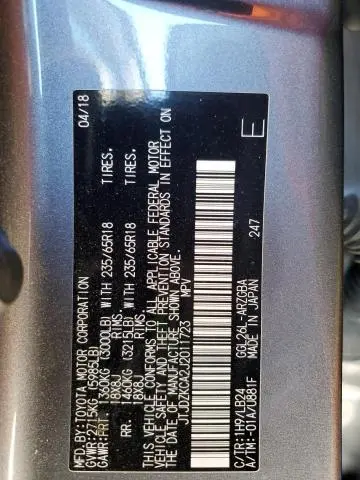 MFD.BY:TOYOTA MOTOR CORPORATION 04/18
GVWR:2715KG (5985LB)
GAWR:FRT. 1360KG (3000LB) WITH 235/65R18 TIRES.
18X8J RIMS.
RR. 1460KG (3215LB) WITH 235/65R18 TIRES.
18X8J RIMS.
THIS VEHICLE CONFORMS TO ALL APPLICABLE FEDERAL MOTOR
VEHICLE SAFETY AND THEFT PREVENTION STANDARDS IN EFFECT ON
THE DATE OF MANUFACTURE SHOWN ABOVE.
JTJDZKCA2J2011723 MPV
E
247
C/TR:1H9/LB24 GGL26L-ARZGBA
A/TM:-01A/U881F MADE IN JAPAN